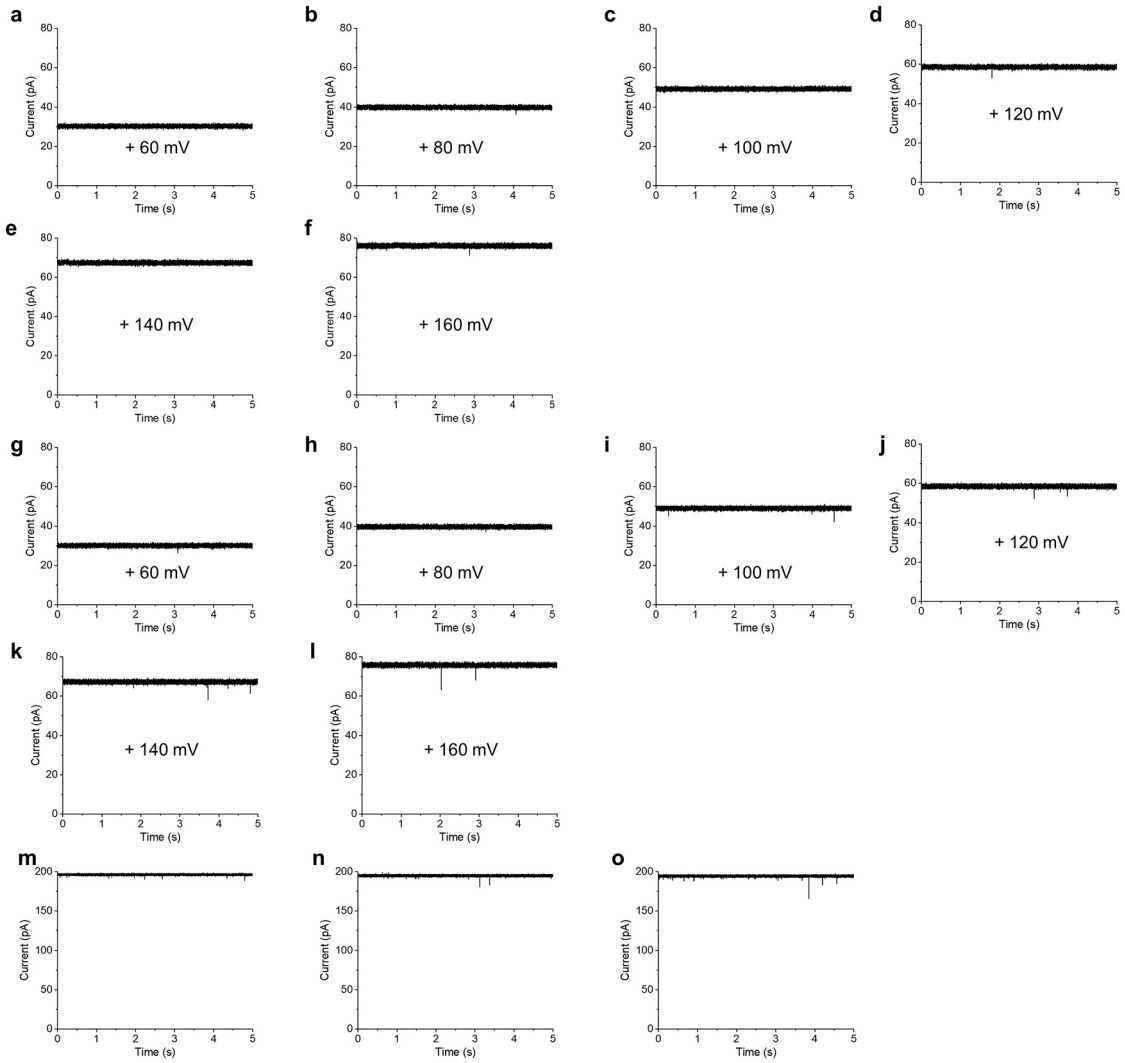 a
80
60
40
20
0
Current (pA)
+ 60 mV
0 1 2 3 4 5
Time (s)
b
80
60
40
20
0
Current (pA)
+ 80 mV
0 1 2 3 4 5
Time (s)
c
80
60
40
20
0
Current (pA)
+ 100 mV
0 1 2 3 4 5
Time (s)
d
80
60
40
20
0
Current (pA)
+ 120 mV
0 1 2 3 4 5
Time (s)
e
80
60
40
20
0
Current (pA)
+ 140 mV
0 1 2 3 4 5
Time (s)
f
80
60
40
20
0
Current (pA)
+ 160 mV
0 1 2 3 4 5
Time (s)
g
80
60
40
20
0
Current (pA)
+ 60 mV
0 1 2 3 4 5
Time (s)
h
80
60
40
20
0
Current (pA)
+ 80 mV
0 1 2 3 4 5
Time (s)
i
80
60
40
20
0
Current (pA)
+ 100 mV
0 1 2 3 4 5
Time (s)
j
80
60
40
20
0
Current (pA)
+ 120 mV
0 1 2 3 4 5
Time (s)
k
80
60
40
20
0
Current (pA)
+ 140 mV
0 1 2 3 4 5
Time (s)
l
80
60
40
20
0
Current (pA)
+ 160 mV
0 1 2 3 4 5
Time (s)
m
200
150
100
50
0
Current (pA)
0 1 2 3 4 5
Time (s)
n
200
150
100
50
0
Current (pA)
0 1 2 3 4 5
Time (s)
o
200
150
100
50
0
Current (pA)
0 1 2 3 4 5
Time (s)